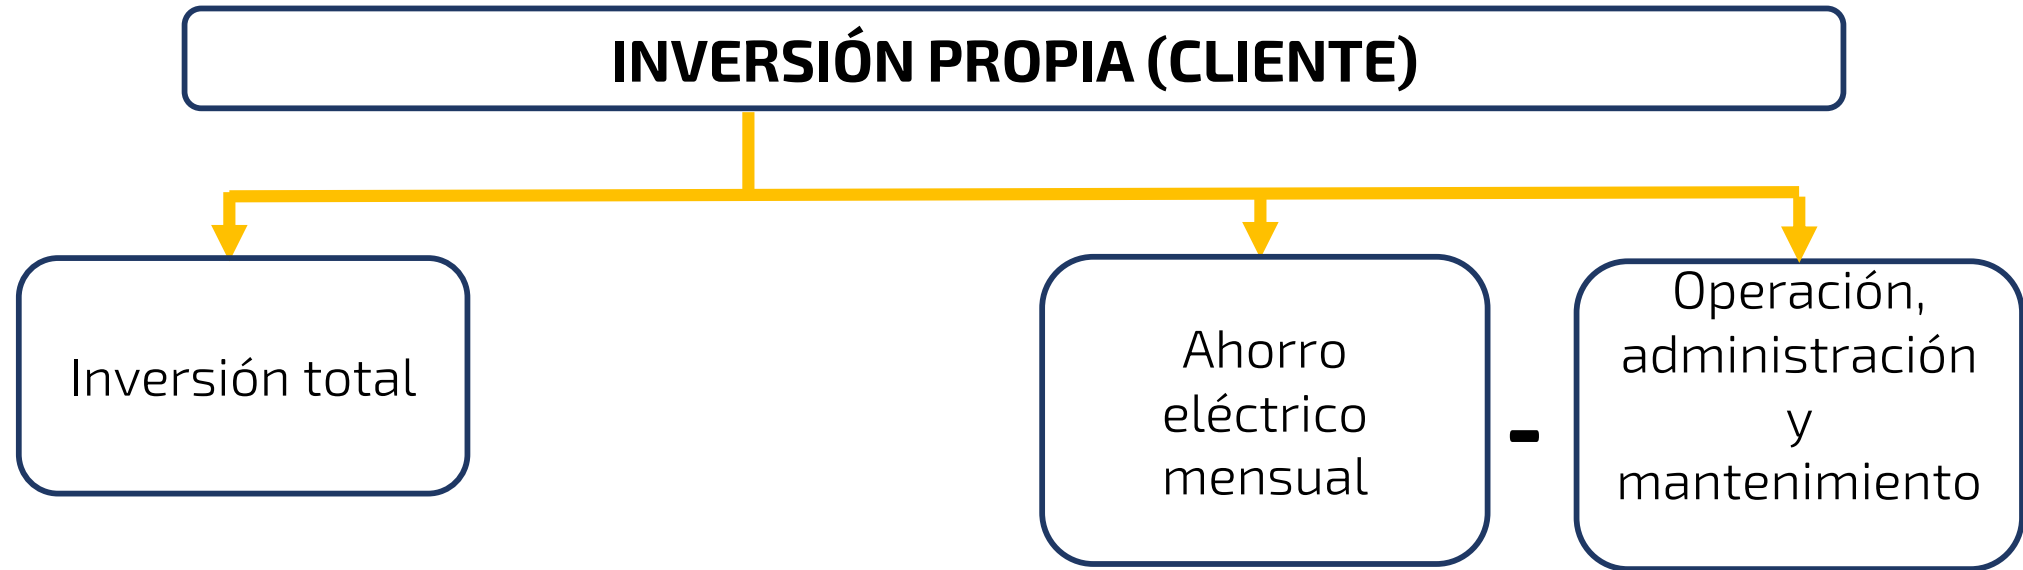 INVERSIÓN PROPIA (CLIENTE)
Inversión total
Ahorro
eléctrico
mensual
-
Operación,
administración
y
mantenimiento